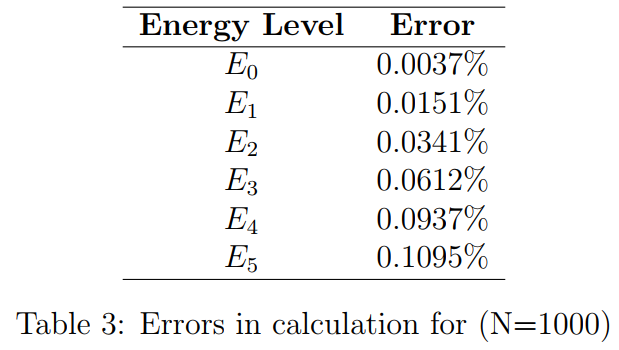 Energy Level Error
E₀ 0.0037%
E₁ 0.0151%
E₂ 0.0341%
E₃ 0.0612%
E₄ 0.0937%
E₅ 0.1095%
Table 3: Errors in calculation for (N=1000)